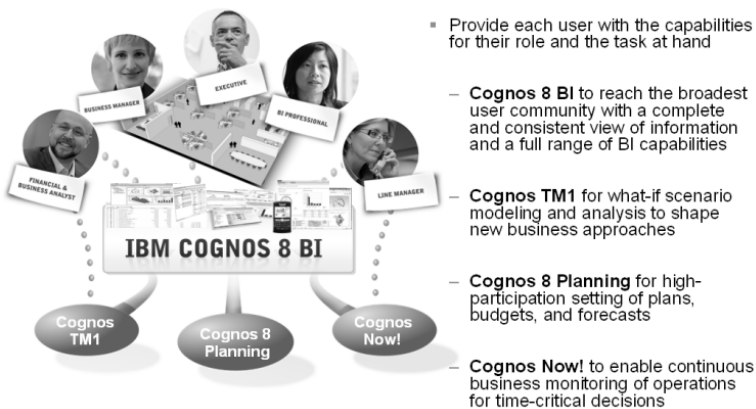 BUSINESS MANAGER
EXECUTIVE
BI PROFESSIONAL
FINANCIAL &
BUSINESS ANALYST
LINE MANAGER
IBM COGNOS 8 BI
Cognos
TM1
Cognos 8
Planning
Cognos
Now!
▪ Provide each user with the capabilities
for their role and the task at hand
– Cognos 8 BI to reach the broadest
user community with a complete
and consistent view of information
and a full range of BI capabilities
– Cognos TM1 for what-if scenario
modeling and analysis to shape
new business approaches
– Cognos 8 Planning for high-
participation setting of plans,
budgets, and forecasts
– Cognos Now! to enable continuous
business monitoring of operations
for time-critical decisions